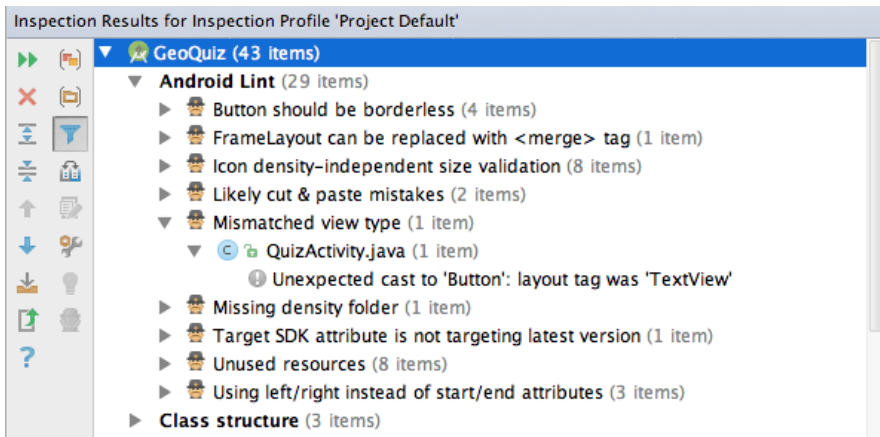 Inspection Results for Inspection Profile 'Project Default'
GeoQuiz (43 items)
Android Lint (29 items)
Button should be borderless (4 items)
FrameLayout can be replaced with <merge> tag (1 item)
Icon density-independent size validation (8 items)
Likely cut & paste mistakes (2 items)
Mismatched view type (1 item)
C QuizActivity.java (1 item)
Unexpected cast to 'Button': layout tag was 'TextView'
Missing density folder (1 item)
Target SDK attribute is not targeting latest version (1 item)
Unused resources (8 items)
Using left/right instead of start/end attributes (3 items)
Class structure (3 items)